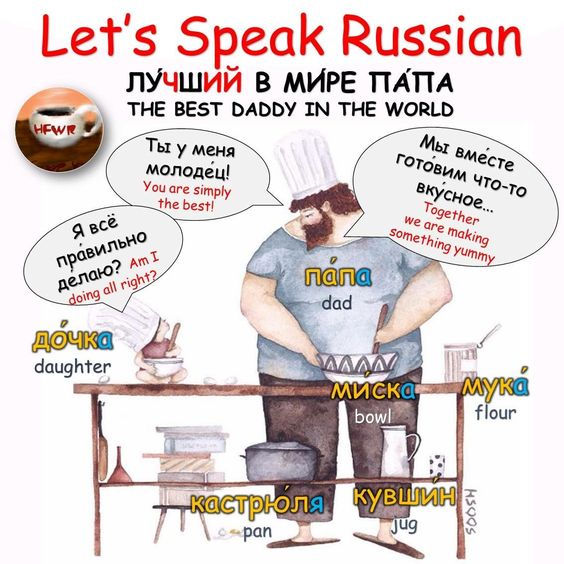 Let's Speak Russian
ЛУ́ЧШИЙ В МИ́РЕ ПА́ПА
THE BEST DADDY IN THE WORLD
HFWR
Ты у меня
молоде́ц!
You are simply
the best!
Мы вме́сте
гото́вим что-то
вку́сное...
Together
we are making
something yummy
Я всё
пра́вильно
де́лаю? Am I
doing all right?
па́па
dad
до́чка
daughter
ми́ска
bowl
мука́
flour
кастрю́ля
pan
кувши́н
jug
SOOSH